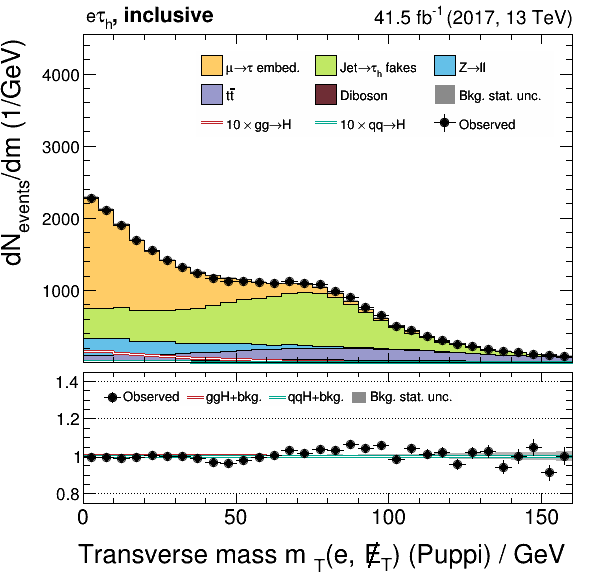 eτh, inclusive 41.5 fb⁻¹ (2017, 13 TeV)
dNevents/dm (1/GeV)
4000
3000
2000
1000
μ→τ embed. Jet→τh fakes Z→ll
tt̄ Diboson Bkg. stat. unc.
10 × gg→H 10 × qq→H Observed
1.4
1.2
1
0.8
Observed ggH+bkg. qqH+bkg. Bkg. stat. unc.
0 50 100 150
Transverse mass m T(e, E̸T) (Puppi) / GeV